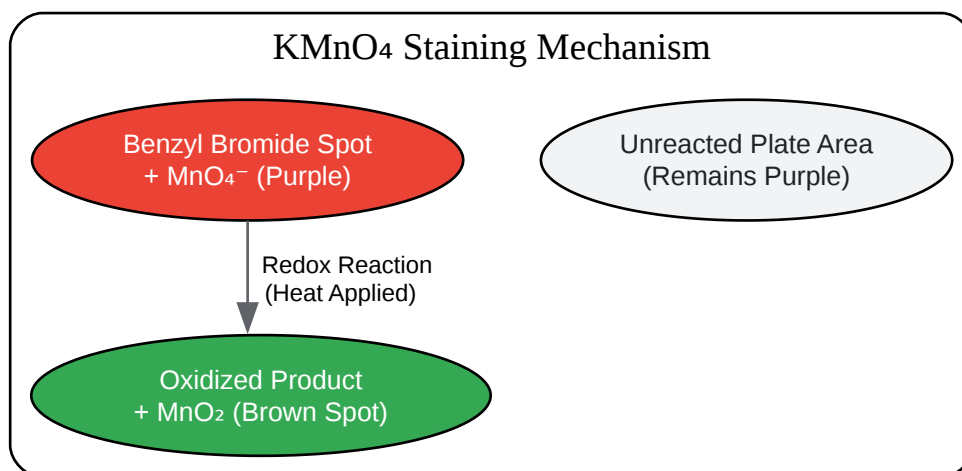 KMnO₄ Staining Mechanism
Benzyl Bromide Spot
+ MnO₄⁻ (Purple)
Unreacted Plate Area
(Remains Purple)
Redox Reaction
(Heat Applied)
Oxidized Product
+ MnO₂ (Brown Spot)